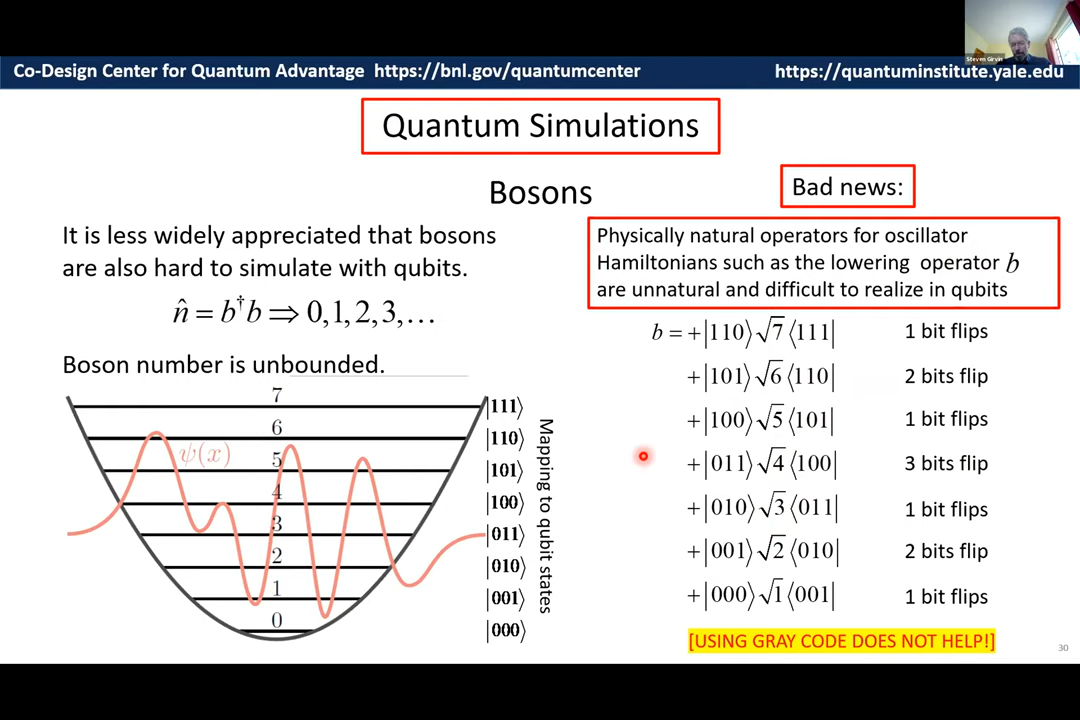 Steven Girvin
Co-Design Center for Quantum Advantage https://bnl.gov/quantumcenter
https://quantuminstitute.yale.edu
Quantum Simulations
Bosons
Bad news:
It is less widely appreciated that bosons
are also hard to simulate with qubits.
n̂ = b†b ⇒ 0,1,2,3,…
Boson number is unbounded.
7
6
5
4
3
2
1
0
ψ(x)
|111⟩
|110⟩
|101⟩
|100⟩
|011⟩
|010⟩
|001⟩
|000⟩
Mapping to qubit states
Physically natural operators for oscillator
Hamiltonians such as the lowering operator b
are unnatural and difficult to realize in qubits
b = +|110⟩√7⟨111| 1 bit flips
+|101⟩√6⟨110| 2 bits flip
+|100⟩√5⟨101| 1 bit flips
+|011⟩√4⟨100| 3 bits flip
+|010⟩√3⟨011| 1 bit flips
+|001⟩√2⟨010| 2 bits flip
+|000⟩√1⟨001| 1 bit flips
[USING GRAY CODE DOES NOT HELP!]
30